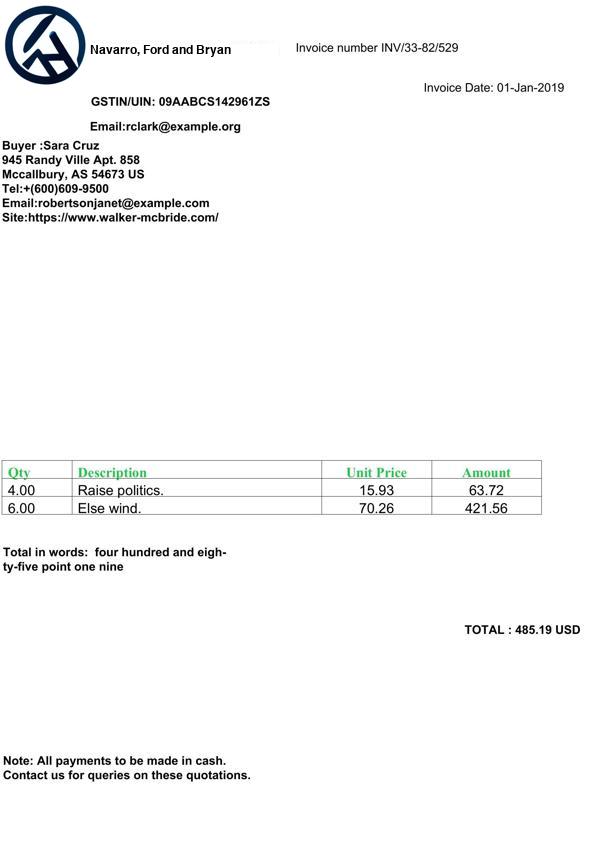 Navarro, Ford and Bryan
Invoice number INV/33-82/529
Invoice Date: 01-Jan-2019
GSTIN/UIN: 09AABCS142961ZS
Email:rclark@example.org
Buyer :Sara Cruz
945 Randy Ville Apt. 858
Mccallbury, AS 54673 US
Tel:+(600)609-9500
Email:robertsonjanet@example.com
Site:https://www.walker-mcbride.com/
Qty Description Unit Price Amount
4.00 Raise politics. 15.93 63.72
6.00 Else wind. 70.26 421.56
Total in words: four hundred and eigh-
ty-five point one nine
TOTAL : 485.19 USD
Note: All payments to be made in cash.
Contact us for queries on these quotations.